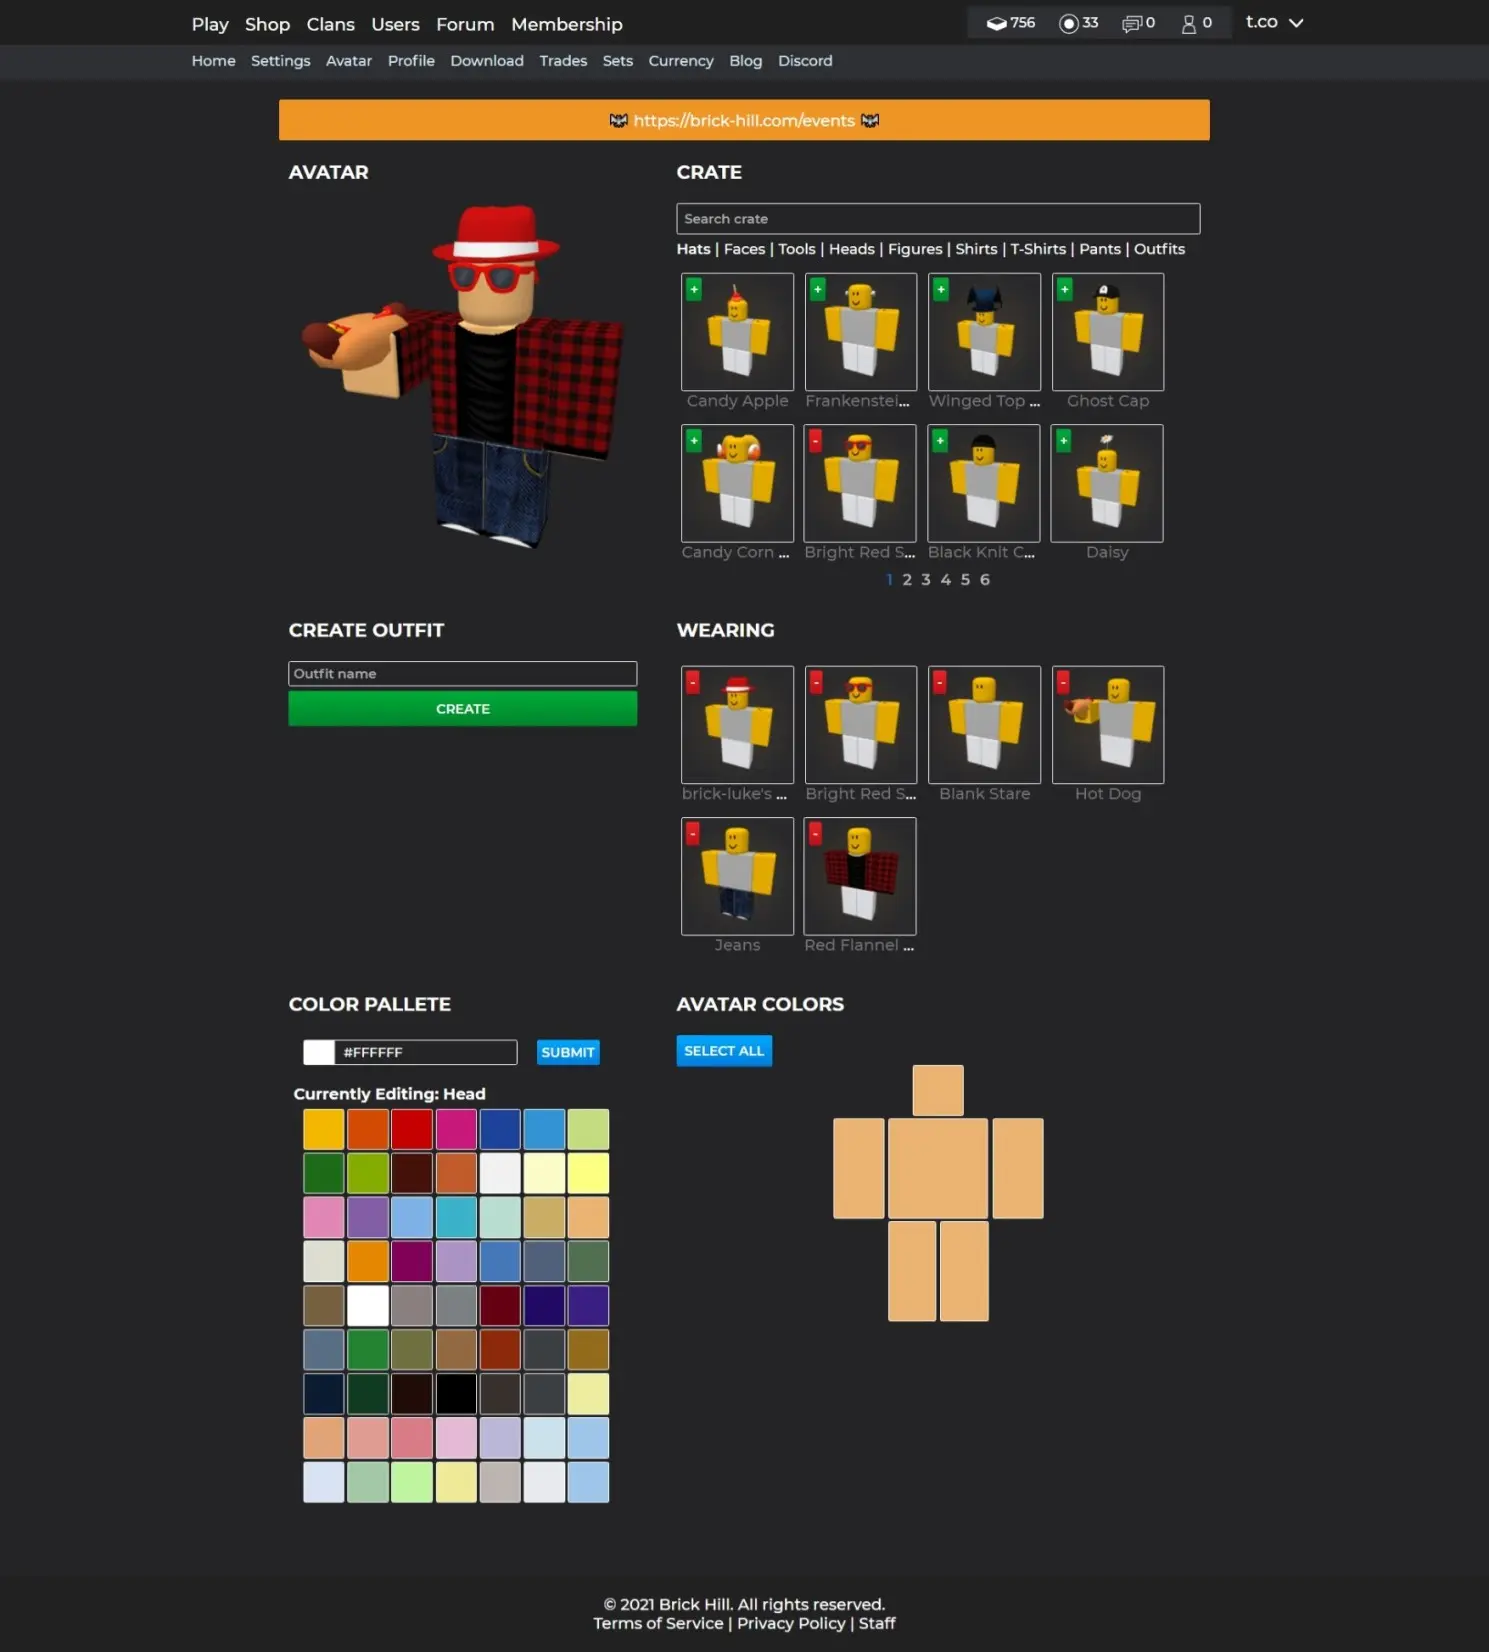 Play Shop Clans Users Forum Membership 756 33 0 0 t.co
Home Settings Avatar Profile Download Trades Sets Currency Blog Discord
https://brick-hill.com/events
AVATAR
CRATE
Search crate
Hats | Faces | Tools | Heads | Figures | Shirts | T-Shirts | Pants | Outfits
+ + + +
Candy Apple Frankenstei... Winged Top ... Ghost Cap
+ - + +
Candy Corn ... Bright Red S... Black Knit C... Daisy
1 2 3 4 5 6
CREATE OUTFIT
Outfit name
CREATE
WEARING
- - - -
brick-luke's ... Bright Red S... Blank Stare Hot Dog
- -
Jeans Red Flannel ...
COLOR PALLETE
#FFFFFF SUBMIT
Currently Editing: Head
AVATAR COLORS
SELECT ALL
© 2021 Brick Hill. All rights reserved.
Terms of Service | Privacy Policy | Staff